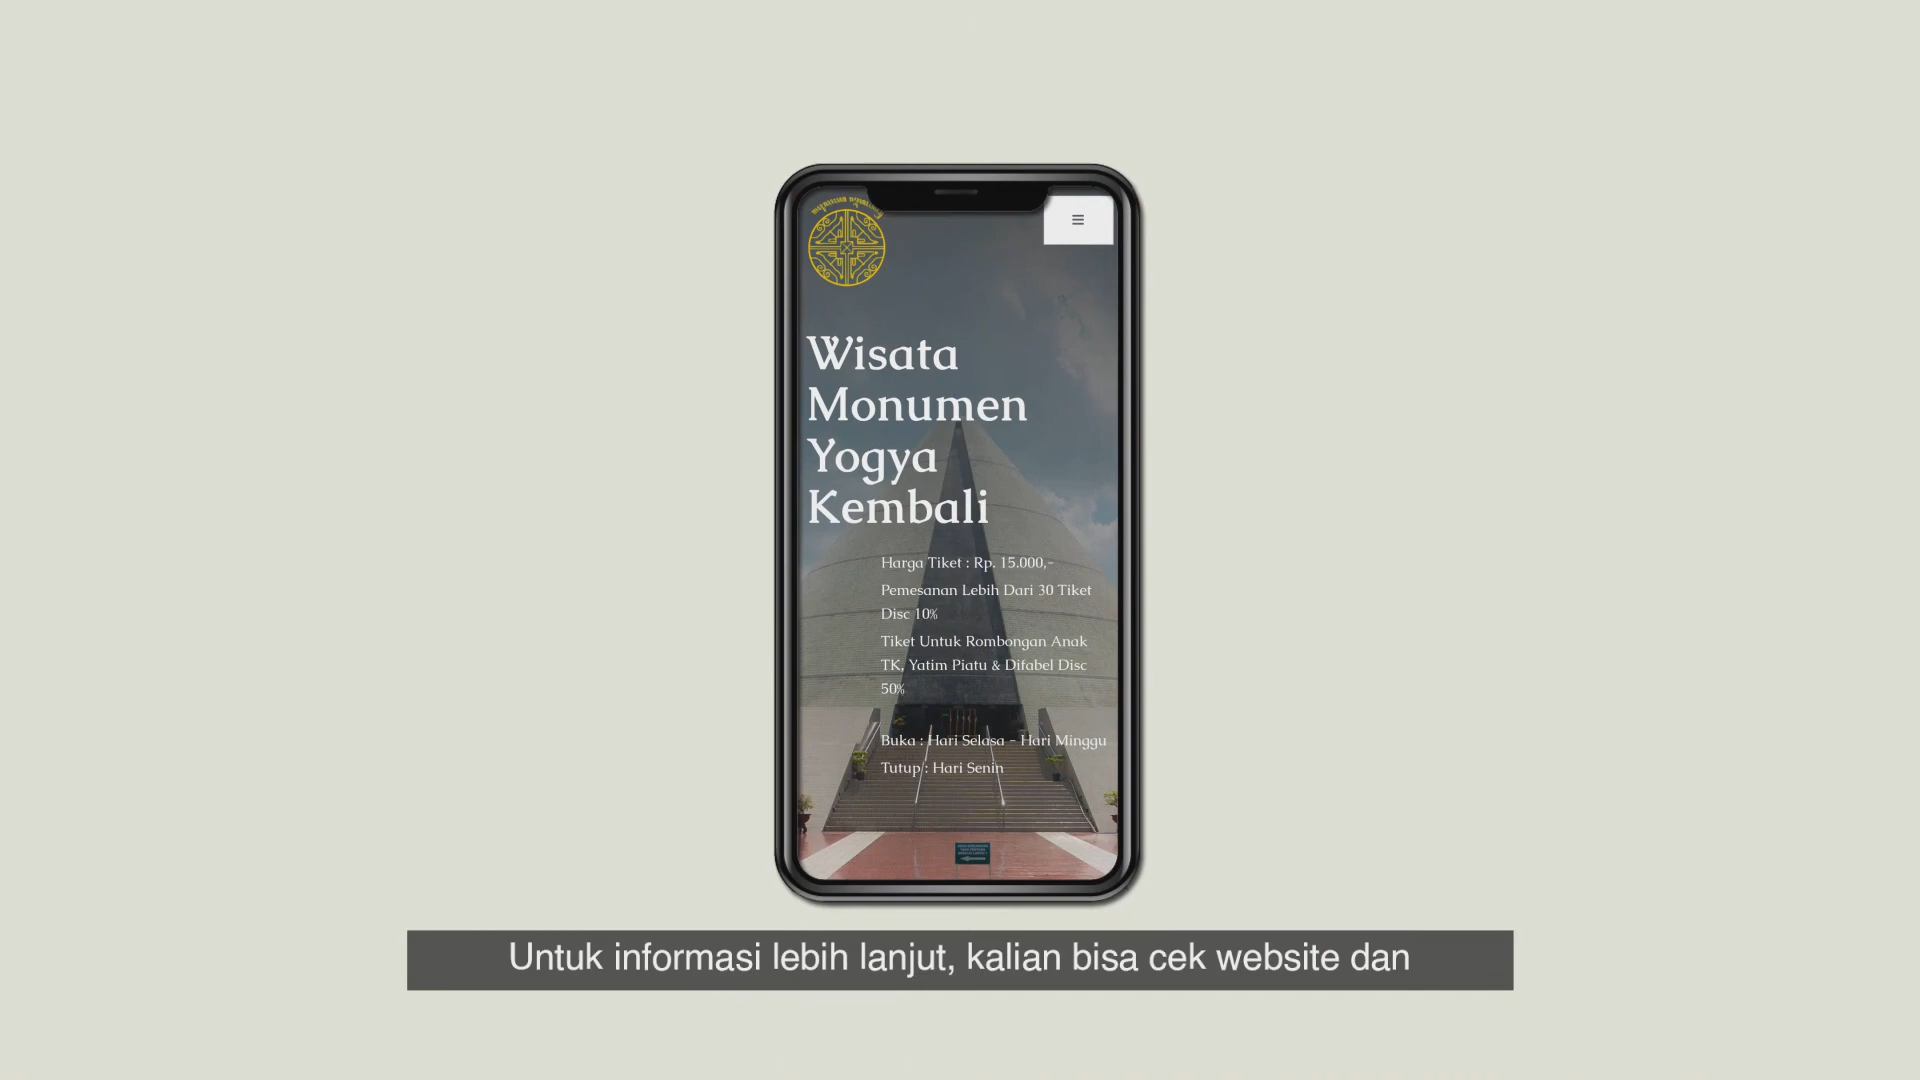 Wisata
Monumen
Yogya
Kembali
Harga Tiket : Rp. 15.000,-
Pemesanan Lebih Dari 30 Tiket
Disc 10%
Tiket Untuk Rombongan Anak
TK, Yatim Piatu & Difabel Disc
50%
Buka : Hari Selasa - Hari Minggu
Tutup : Hari Senin
Untuk informasi lebih lanjut, kalian bisa cek website dan